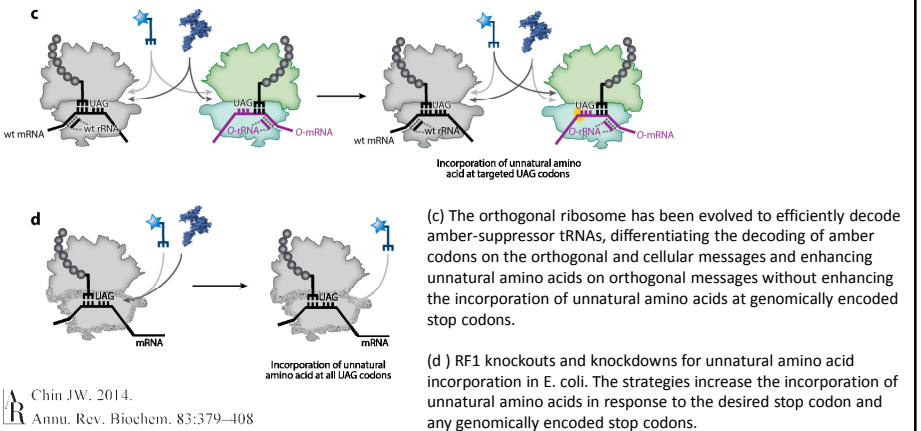 c
UAG
UAG
UAG
UAG
wt mRNA
wt rRNA
O-rRNA
O-mRNA
wt mRNA
wt rRNA
O-rRNA
O-mRNA
Incorporation of unnatural amino
acid at targeted UAG codons
d
UAG
UAG
mRNA
mRNA
Incorporation of unnatural
amino acid at all UAG codons
(c) The orthogonal ribosome has been evolved to efficiently decode
amber-suppressor tRNAs, differentiating the decoding of amber
codons on the orthogonal and cellular messages and enhancing
unnatural amino acids on orthogonal messages without enhancing
the incorporation of unnatural amino acids at genomically encoded
stop codons.
(d ) RF1 knockouts and knockdowns for unnatural amino acid
incorporation in E. coli. The strategies increase the incorporation of
unnatural amino acids in response to the desired stop codon and
any genomically encoded stop codons.
AR Chin JW. 2014.
Annu. Rev. Biochem. 83:379–408